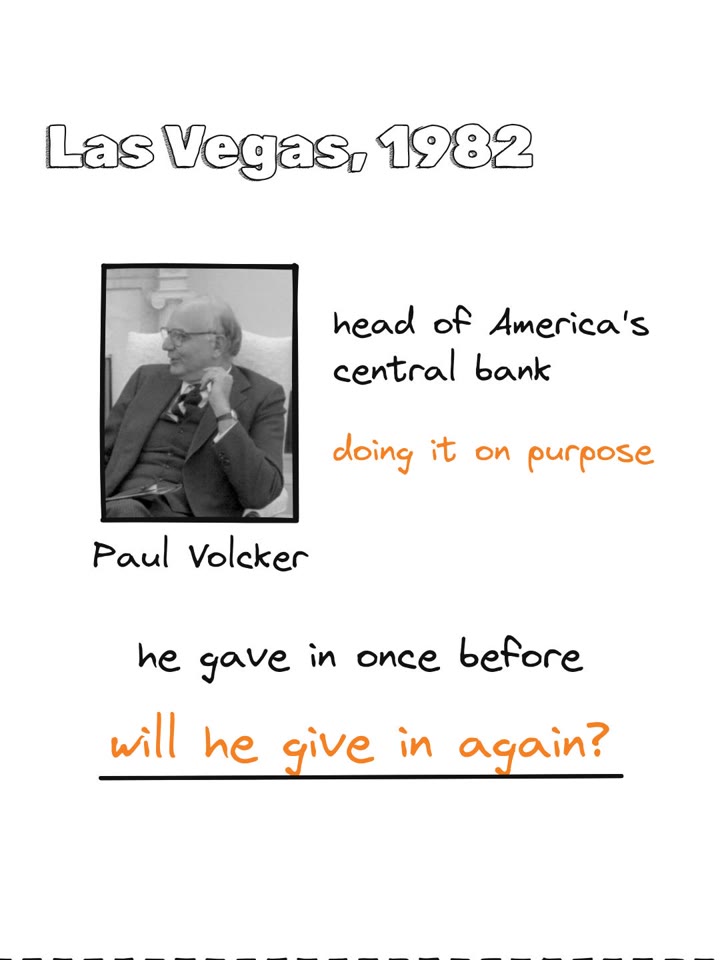 Las Vegas, 1982
head of America's
central bank
doing it on purpose
Paul Volcker
he gave in once before
will he give in again?